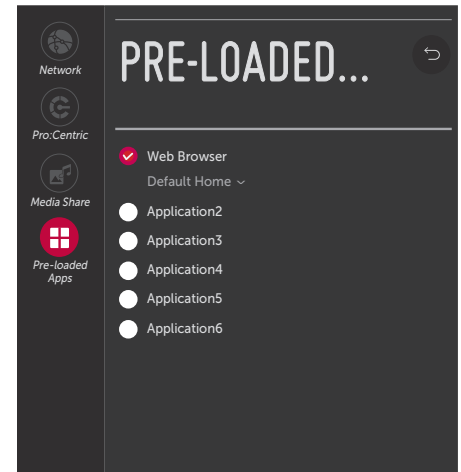 Network
Pro:Centric
Media Share
Pre-loaded
Apps
PRE-LOADED...
Web Browser
Default Home
Application2
Application3
Application4
Application5
Application6